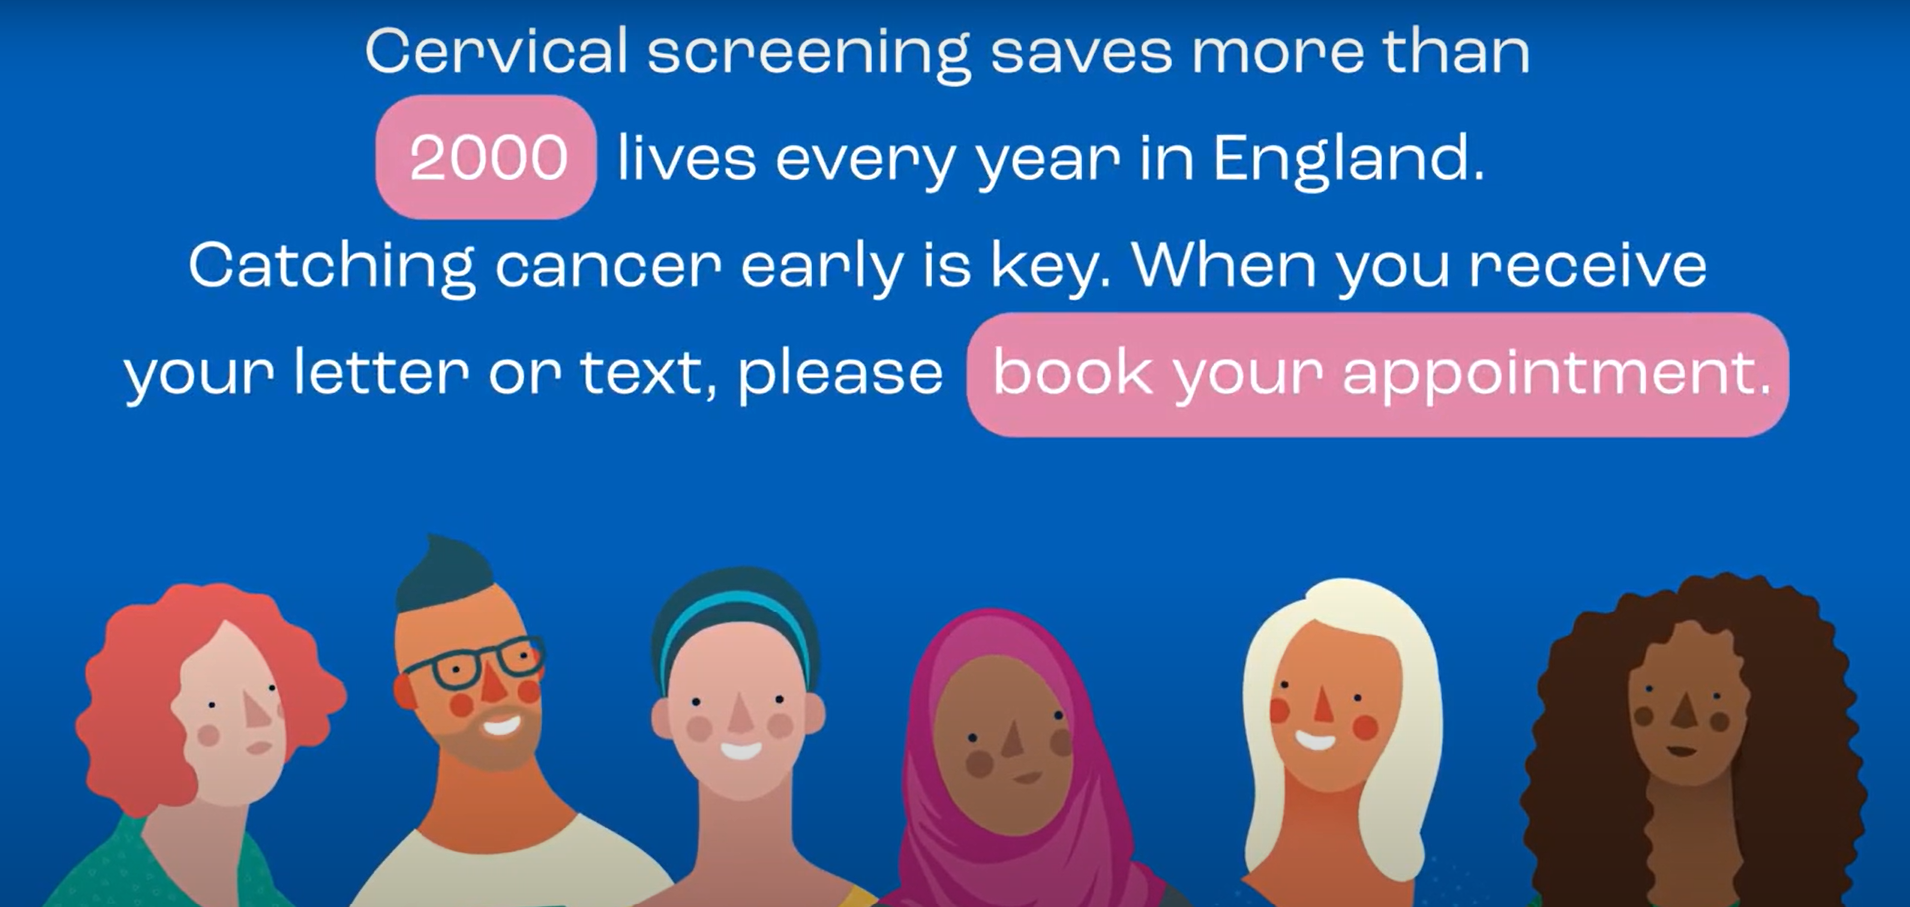 Cervical screening saves more than
2000 lives every year in England.
Catching cancer early is key. When you receive
your letter or text, please book your appointment.